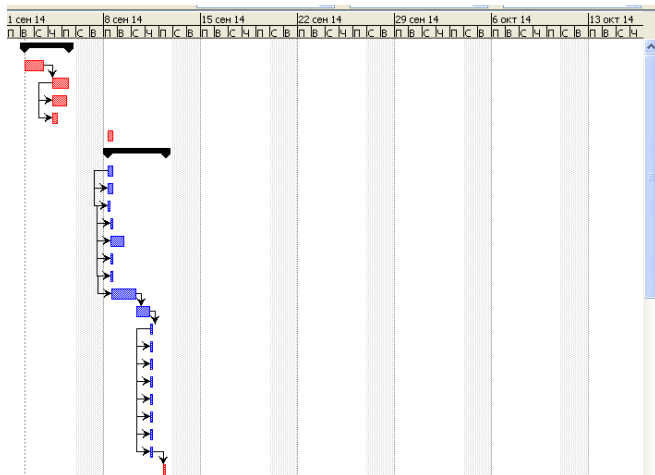 1 сен 14 8 сен 14 15 сен 14 22 сен 14 29 сен 14 6 окт 14 13 окт 14
П В С Ч П С В П В С Ч П С В П В С Ч П С В П В С Ч П С В П В С Ч П С В П В С Ч П С В П В С Ч